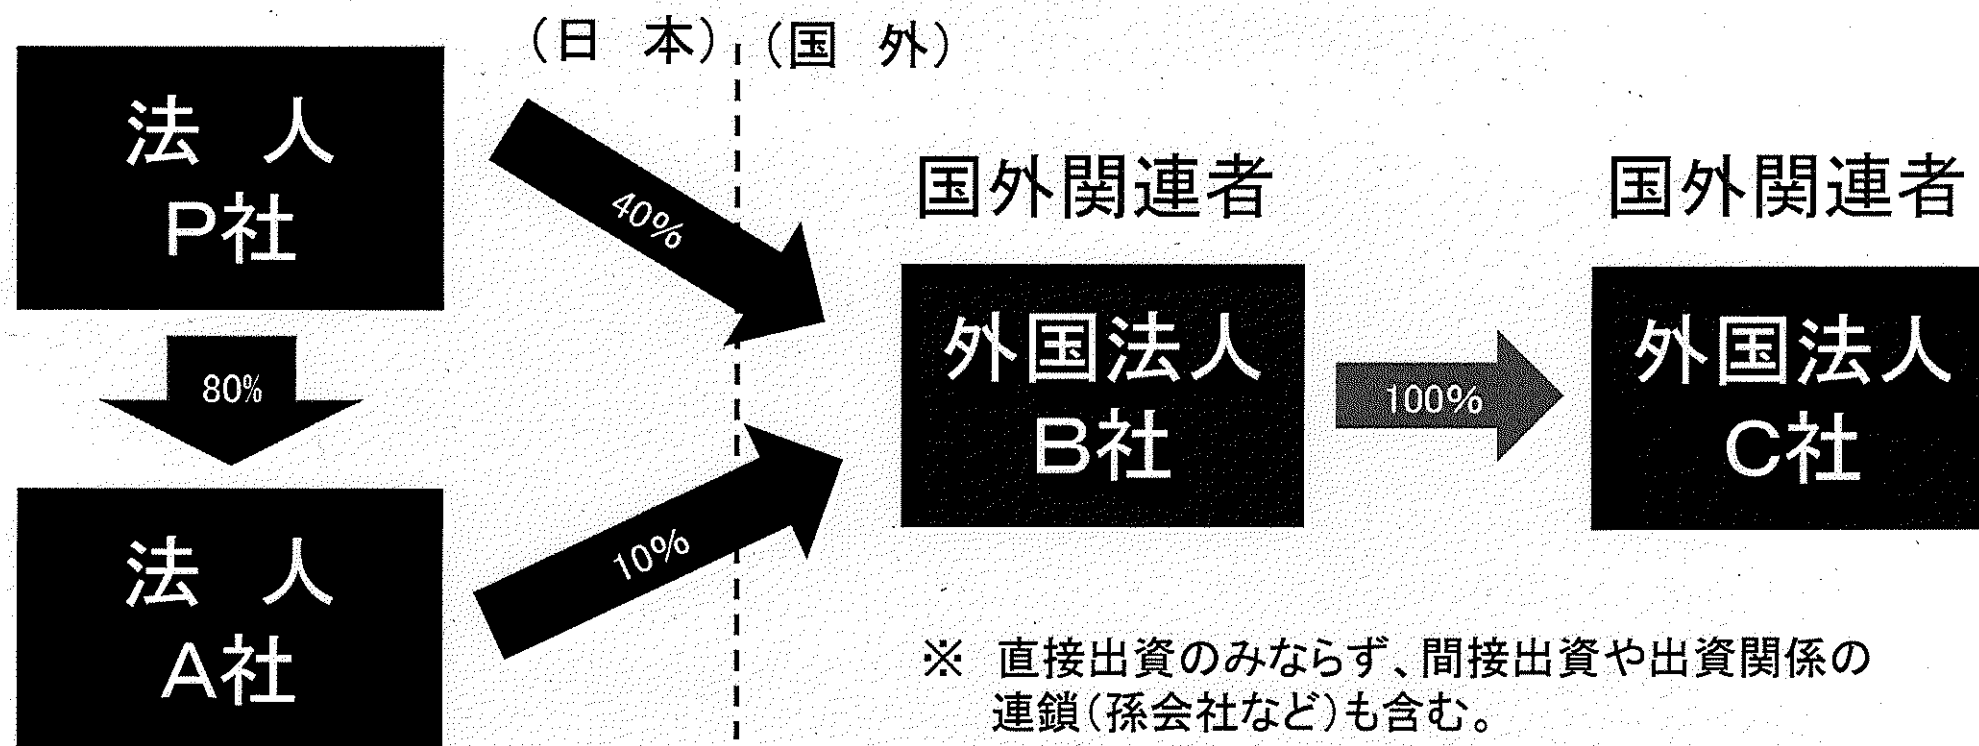 (日　本)
(国　外)
法　人
P社
80%
法　人
A社
40%
10%
国外関連者
外国法人
B社
100%
国外関連者
外国法人
C社
※ 直接出資のみならず、間接出資や出資関係の
連鎖(孫会社など)も含む。